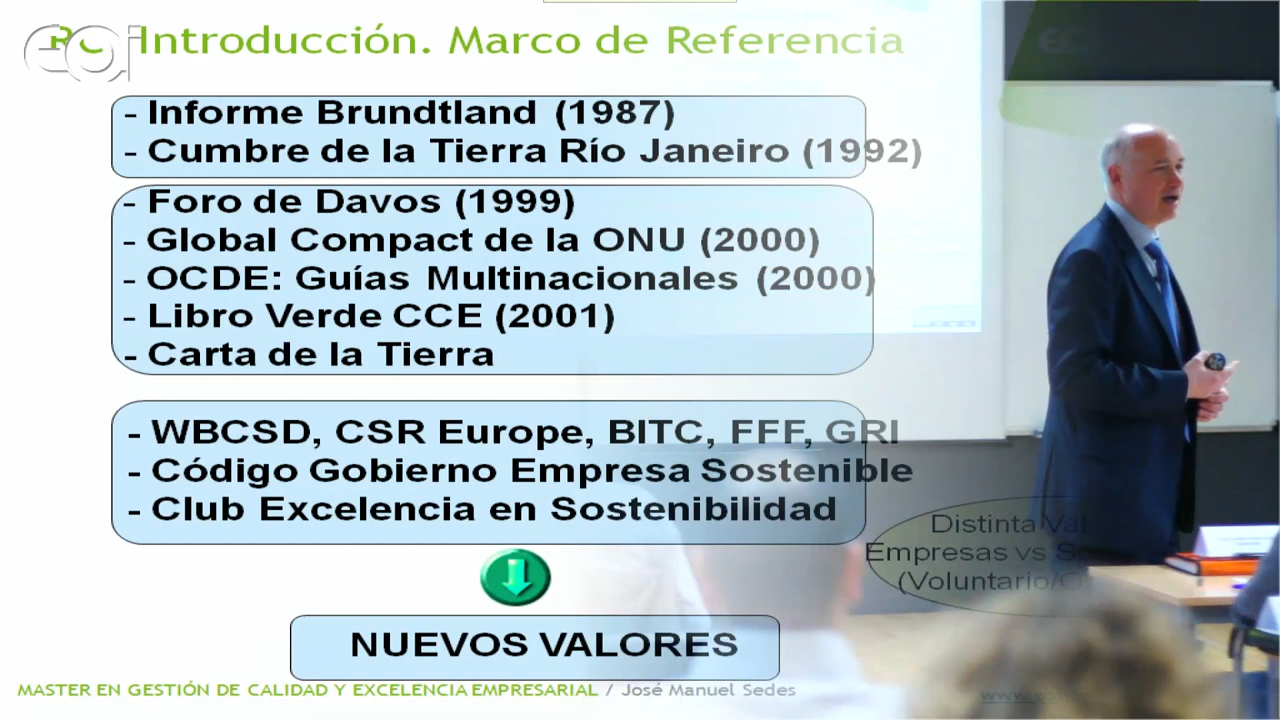 Introducción. Marco de Referencia
eoi
- Informe Brundtland (1987)
- Cumbre de la Tierra Río Janeiro (1992)
- Foro de Davos (1999)
- Global Compact de la ONU (2000)
- OCDE: Guías Multinacionales (2000)
- Libro Verde CCE (2001)
- Carta de la Tierra
- WBCSD, CSR Europe, BITC, FFF, GRI
- Código Gobierno Empresa Sostenible
- Club Excelencia en Sostenibilidad
Distinta
Empresas vs
(Voluntario/
NUEVOS VALORES
MASTER EN GESTIÓN DE CALIDAD Y EXCELENCIA EMPRESARIAL / José Manuel Sedes